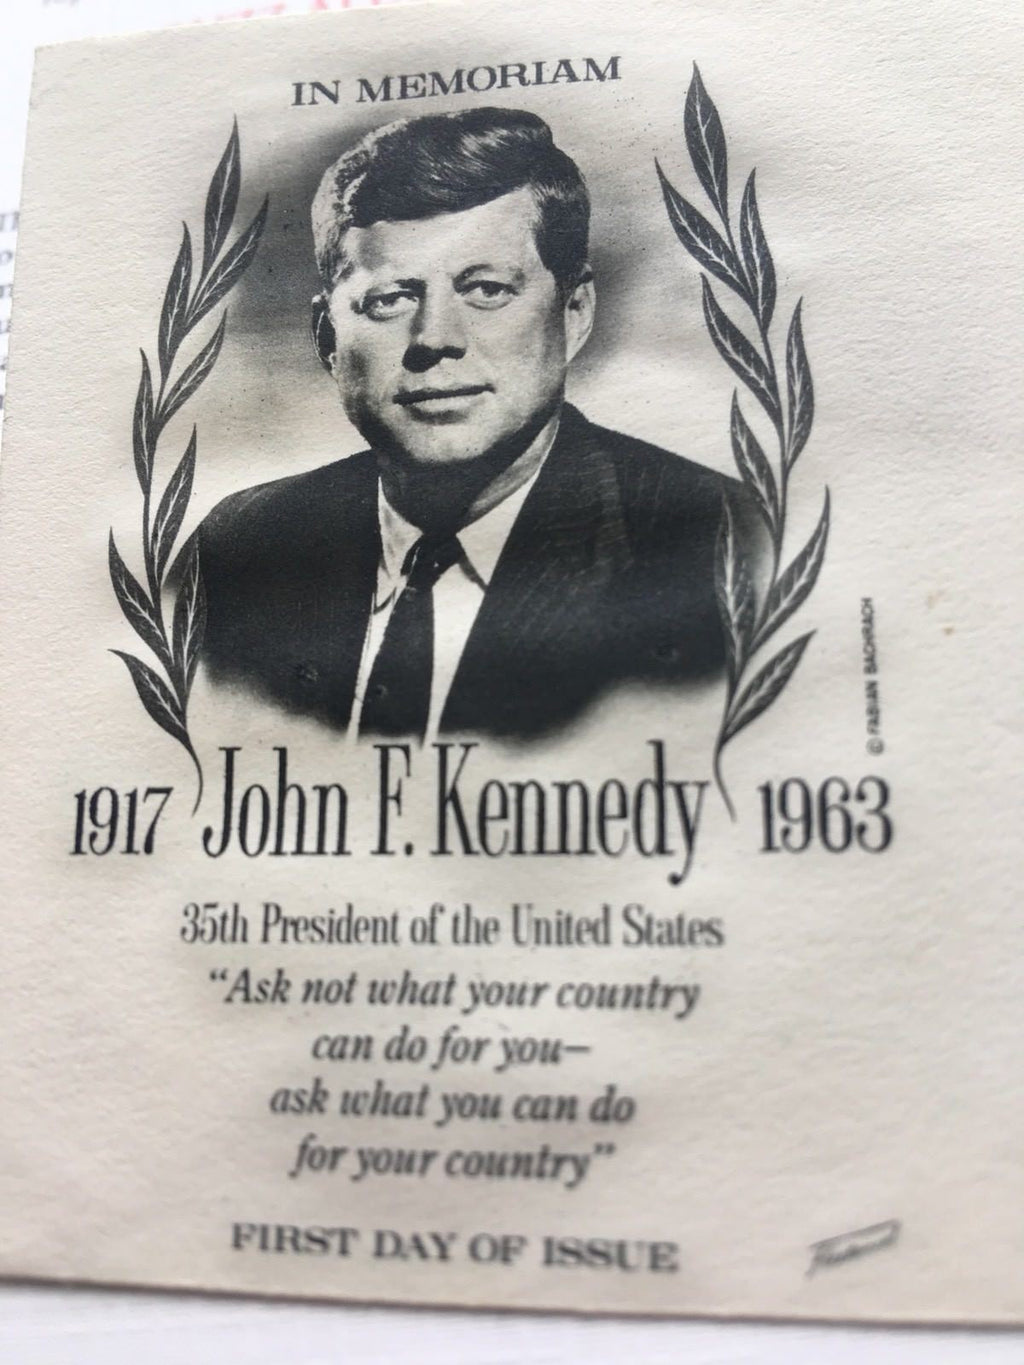 IN MEMORIAM
© FABIAN BACHRACH
1917 John F. Kennedy 1963
35th President of the United States
“Ask not what your country
can do for you—
ask what you can do
for your country”
FIRST DAY OF ISSUE